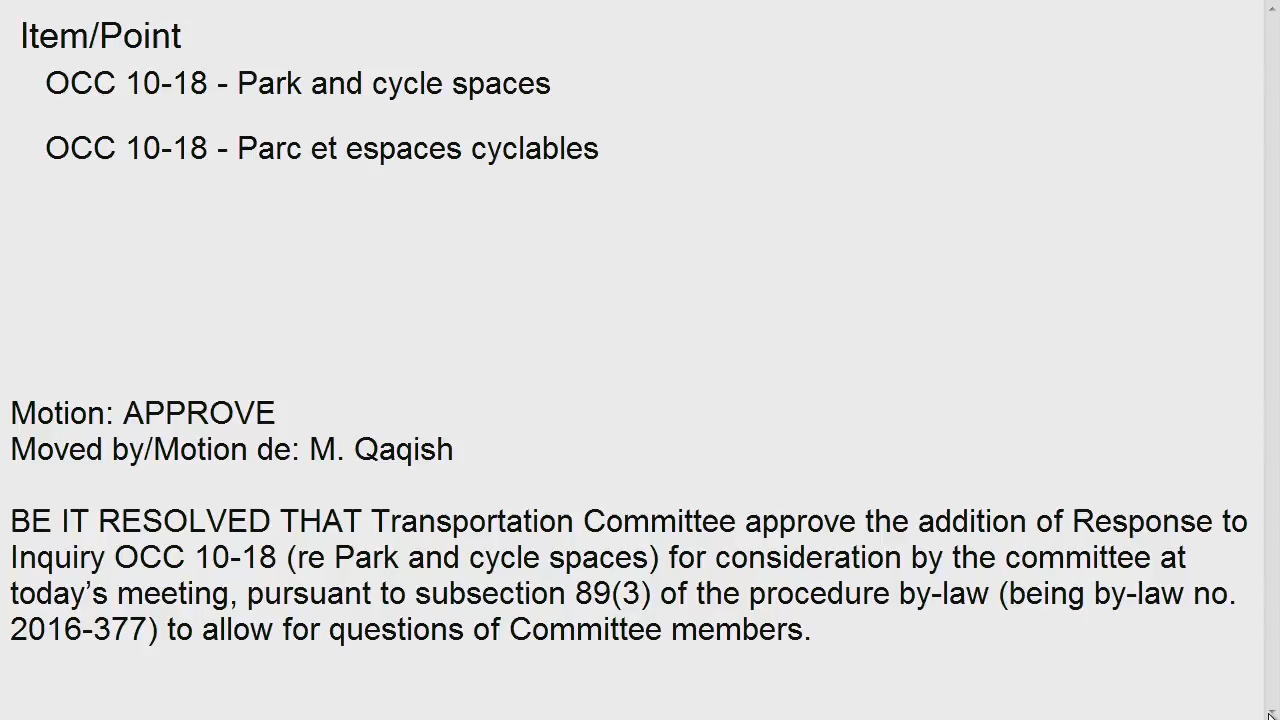 Item/Point
OCC 10-18 - Park and cycle spaces
OCC 10-18 - Parc et espaces cyclables
Motion: APPROVE
Moved by/Motion de: M. Qaqish
BE IT RESOLVED THAT Transportation Committee approve the addition of Response to
Inquiry OCC 10-18 (re Park and cycle spaces) for consideration by the committee at
today’s meeting, pursuant to subsection 89(3) of the procedure by-law (being by-law no.
2016-377) to allow for questions of Committee members.